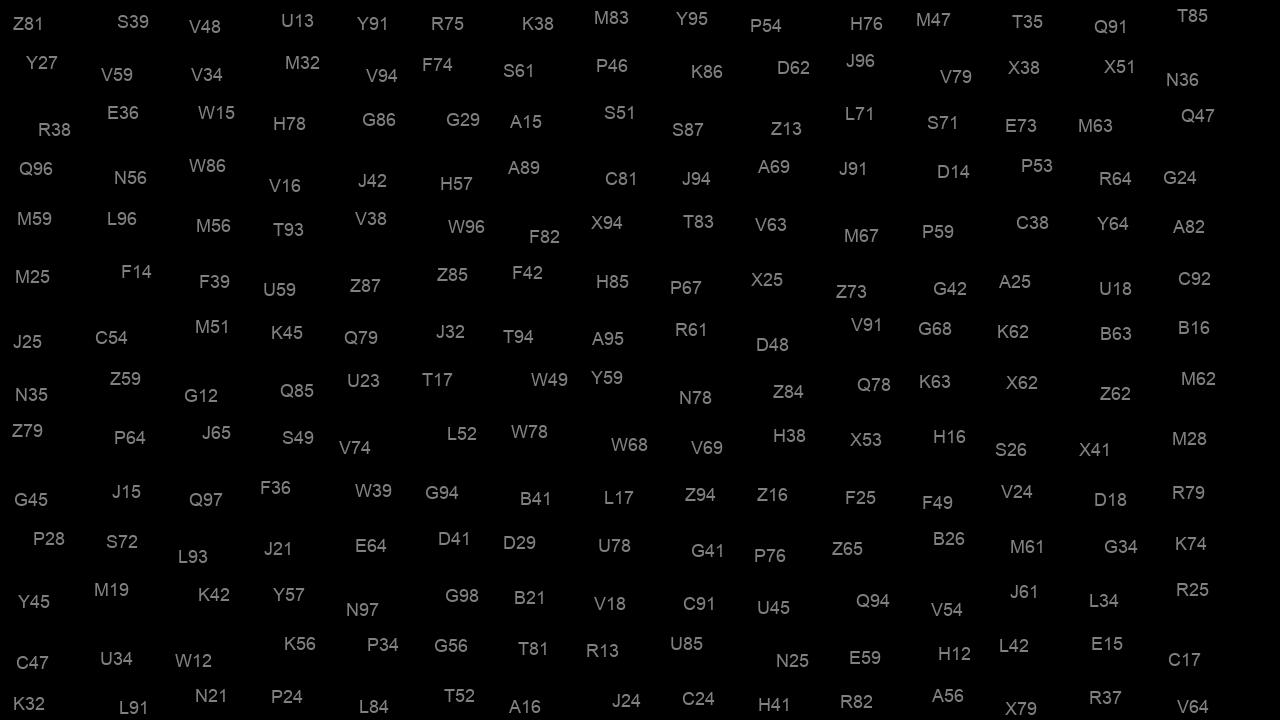 Z81 S39 V48 U13 Y91 R75 K38 M83 Y95 P54 H76 M47 T35 Q91 T85
Y27 V59 V34 M32 V94 F74 S61 P46 K86 D62 J96 V79 X38 X51 N36
R38 E36 W15 H78 G86 G29 A15 S51 S87 Z13 L71 S71 E73 M63 Q47
Q96 N56 W86 V16 J42 H57 A89 C81 J94 A69 J91 D14 P53 R64 G24
M59 L96 M56 T93 V38 W96 F82 X94 T83 V63 M67 P59 C38 Y64 A82
M25 F14 F39 U59 Z87 Z85 F42 H85 P67 X25 Z73 G42 A25 U18 C92
J25 C54 M51 K45 Q79 J32 T94 A95 R61 D48 V91 G68 K62 B63 B16
N35 Z59 G12 Q85 U23 T17 W49 Y59 N78 Z84 Q78 K63 X62 Z62 M62
Z79 P64 J65 S49 V74 L52 W78 W68 V69 H38 X53 H16 S26 X41 M28
G45 J15 Q97 F36 W39 G94 B41 L17 Z94 Z16 F25 F49 V24 D18 R79
P28 S72 L93 J21 E64 D41 D29 U78 G41 P76 Z65 B26 M61 G34 K74
Y45 M19 K42 Y57 N97 G98 B21 V18 C91 U45 Q94 V54 J61 L34 R25
C47 U34 W12 K56 P34 G56 T81 R13 U85 N25 E59 H12 L42 E15 C17
K32 L91 N21 P24 L84 T52 A16 J24 C24 H41 R82 A56 X79 R37 V64